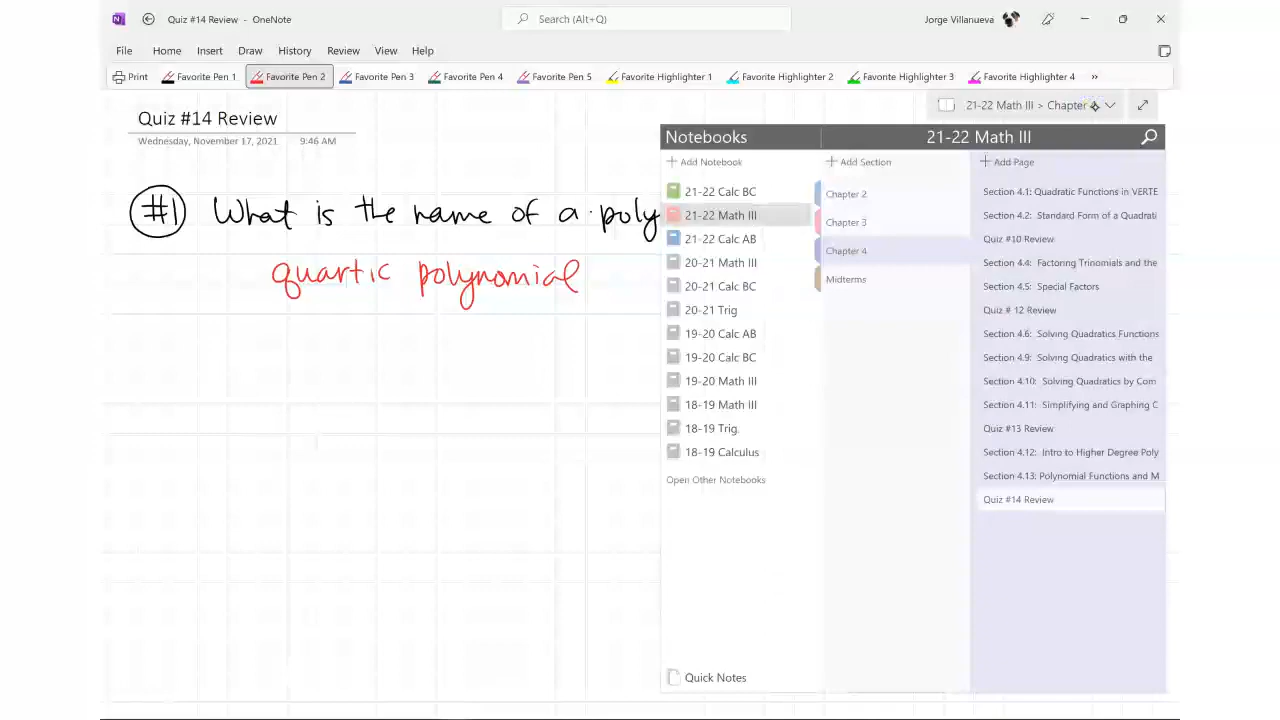 Quiz #14 Review - OneNote
Search (Alt+Q)
Jorge Villanueva
File Home Insert Draw History Review View Help
Print Favorite Pen 1 Favorite Pen 2 Favorite Pen 3 Favorite Pen 4 Favorite Pen 5 Favorite Highlighter 1 Favorite Highlighter 2 Favorite Highlighter 3 Favorite Highlighter 4 »
21-22 Math III > Chapter
Quiz #14 Review
Wednesday, November 17, 2021 9:46 AM
#1 What is the name of a poly
quartic polynomial
Notebooks
21-22 Math III
Add Notebook
21-22 Calc BC
21-22 Math III
21-22 Calc AB
20-21 Math III
20-21 Calc BC
20-21 Trig
19-20 Calc AB
19-20 Calc BC
19-20 Math III
18-19 Math III
18-19 Trig.
18-19 Calculus
Open Other Notebooks
Quick Notes
Add Section
Chapter 2
Chapter 3
Chapter 4
Midterms
Add Page
Section 4.1: Quadratic Functions in VERTE
Section 4.2: Standard Form of a Quadrati
Quiz #10 Review
Section 4.4: Factoring Trinomials and the
Section 4.5: Special Factors
Quiz # 12 Review
Section 4.6: Solving Quadratics Functions
Section 4.9: Solving Quadratics with the
Section 4.10: Solving Quadratics by Com
Section 4.11: Simplifying and Graphing C
Quiz #13 Review
Section 4.12: Intro to Higher Degree Poly
Section 4.13: Polynomial Functions and M
Quiz #14 Review